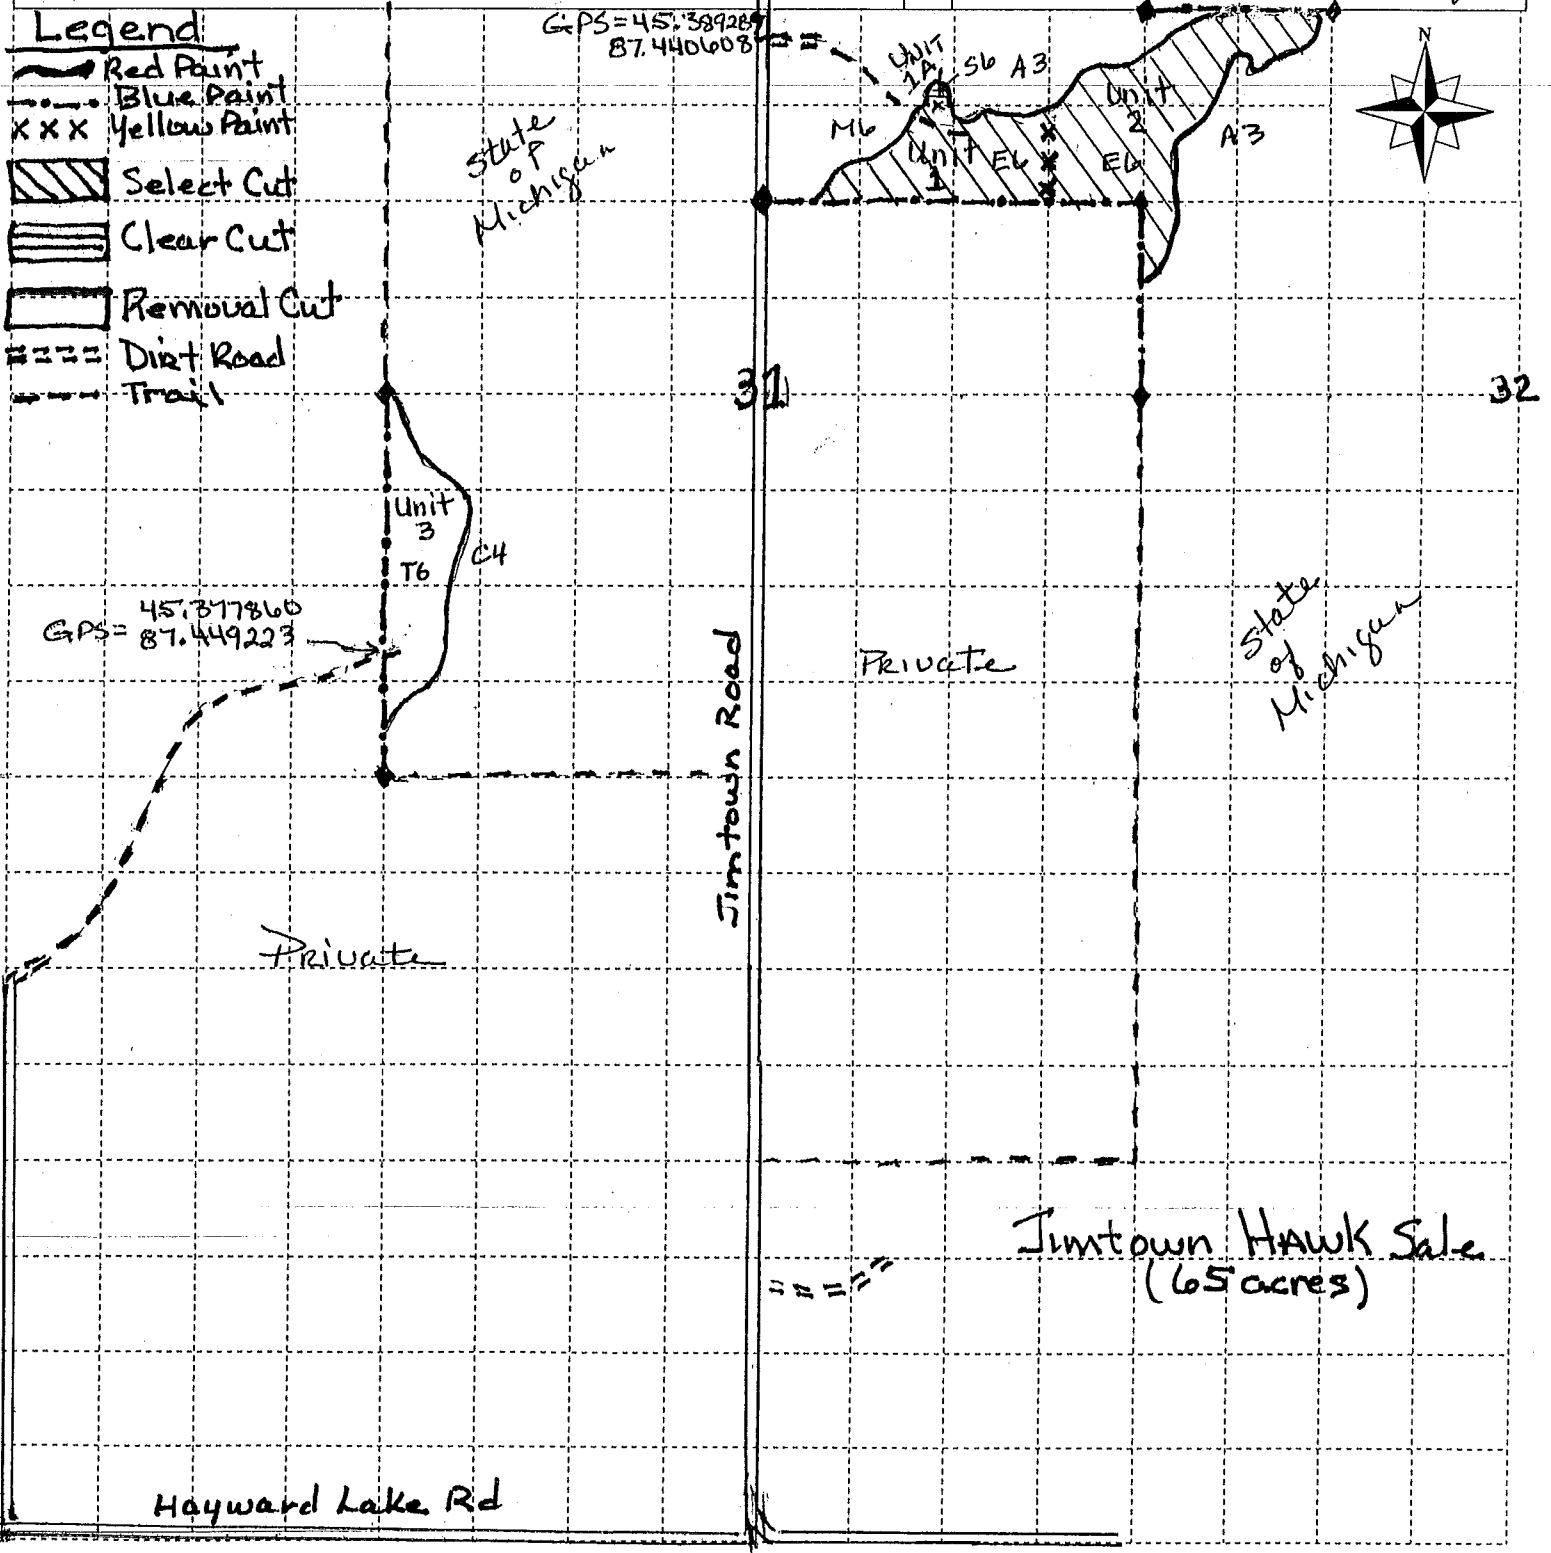 Legend
Red Paint
Blue Paint
x x x Yellow Paint
Select Cut
Clear Cut
Removal Cut
Dirt Road
Trail
GPS=45.389289
87.440608
State
of
Michigan
UNIT
1A
S6 A3
M6
Unit
1
E6
Unit
2
E6
A3
N
31
32
Unit
3
T6
C4
45.377860
GPS= 87.449223
Jimtown Road
Private
State
of
Michigan
Private
Jimtown HAWK Sale
(65 acres)
Hayward Lake Rd